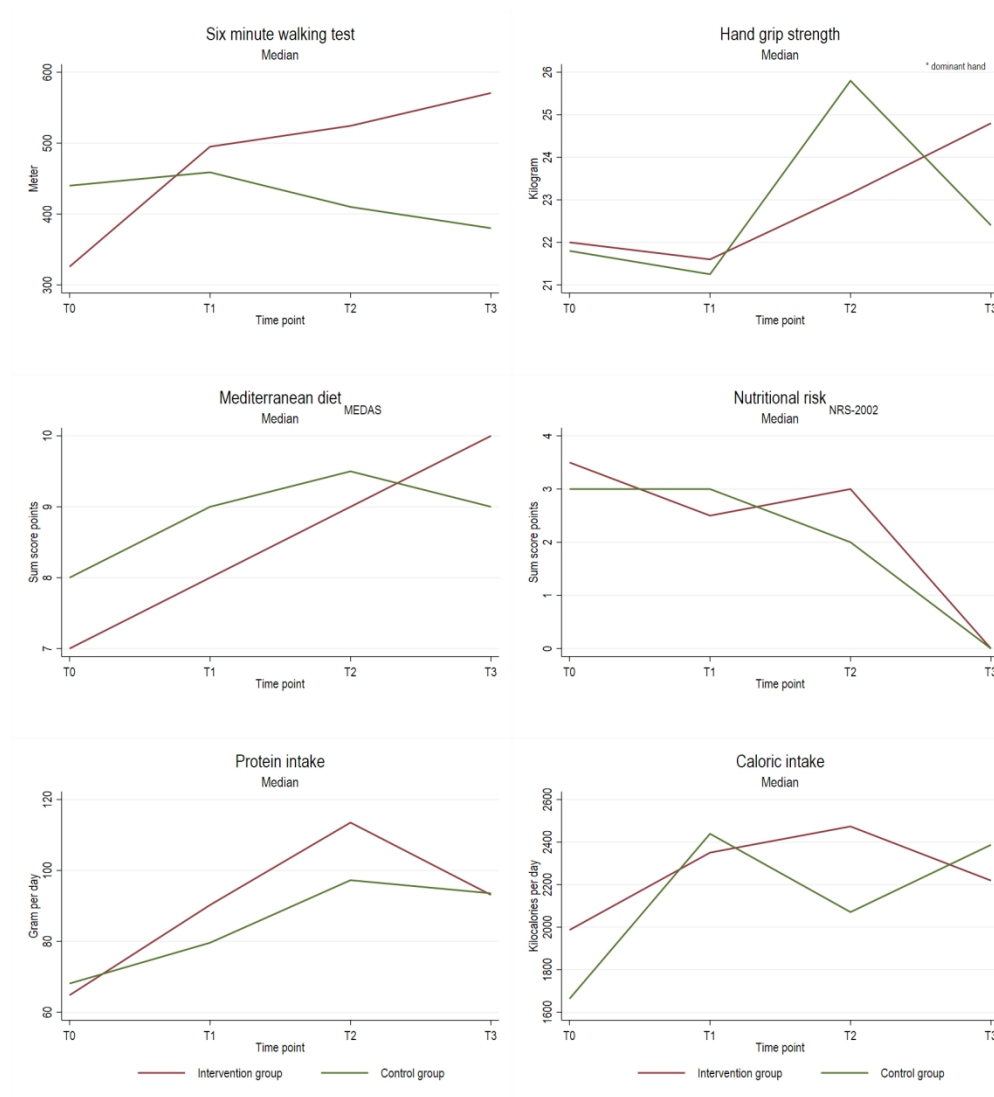 Six minute walking test
Median
600
500
400
300
Meter
T0 T1 T2 T3
Time point
Hand grip strength
Median
* dominant hand
26
25
24
23
22
21
Kilogram
T0 T1 T2 T3
Time point
Mediterranean diet MEDAS
Median
10
9
8
7
Sum score points
T0 T1 T2 T3
Time point
Nutritional risk NRS-2002
Median
4
3
2
1
0
Sum score points
T0 T1 T2 T3
Time point
Protein intake
Median
120
100
80
60
Gram per day
T0 T1 T2 T3
Time point
Intervention group Control group
Caloric intake
Median
2600
2400
2200
2000
1800
1600
Kilocalories per day
T0 T1 T2 T3
Time point
Intervention group Control group